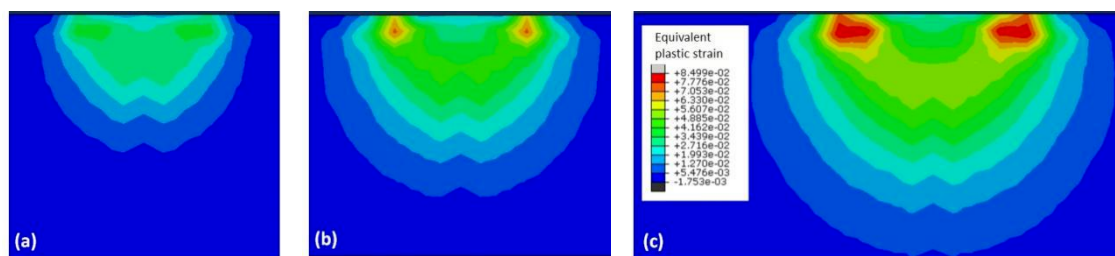 Equivalent
plastic strain
+8.499e-02
+7.776e-02
+7.053e-02
+6.330e-02
+5.607e-02
+4.885e-02
+4.162e-02
+3.439e-02
+2.716e-02
+1.993e-02
+1.270e-02
+5.476e-03
-1.753e-03
(a)
(b)
(c)